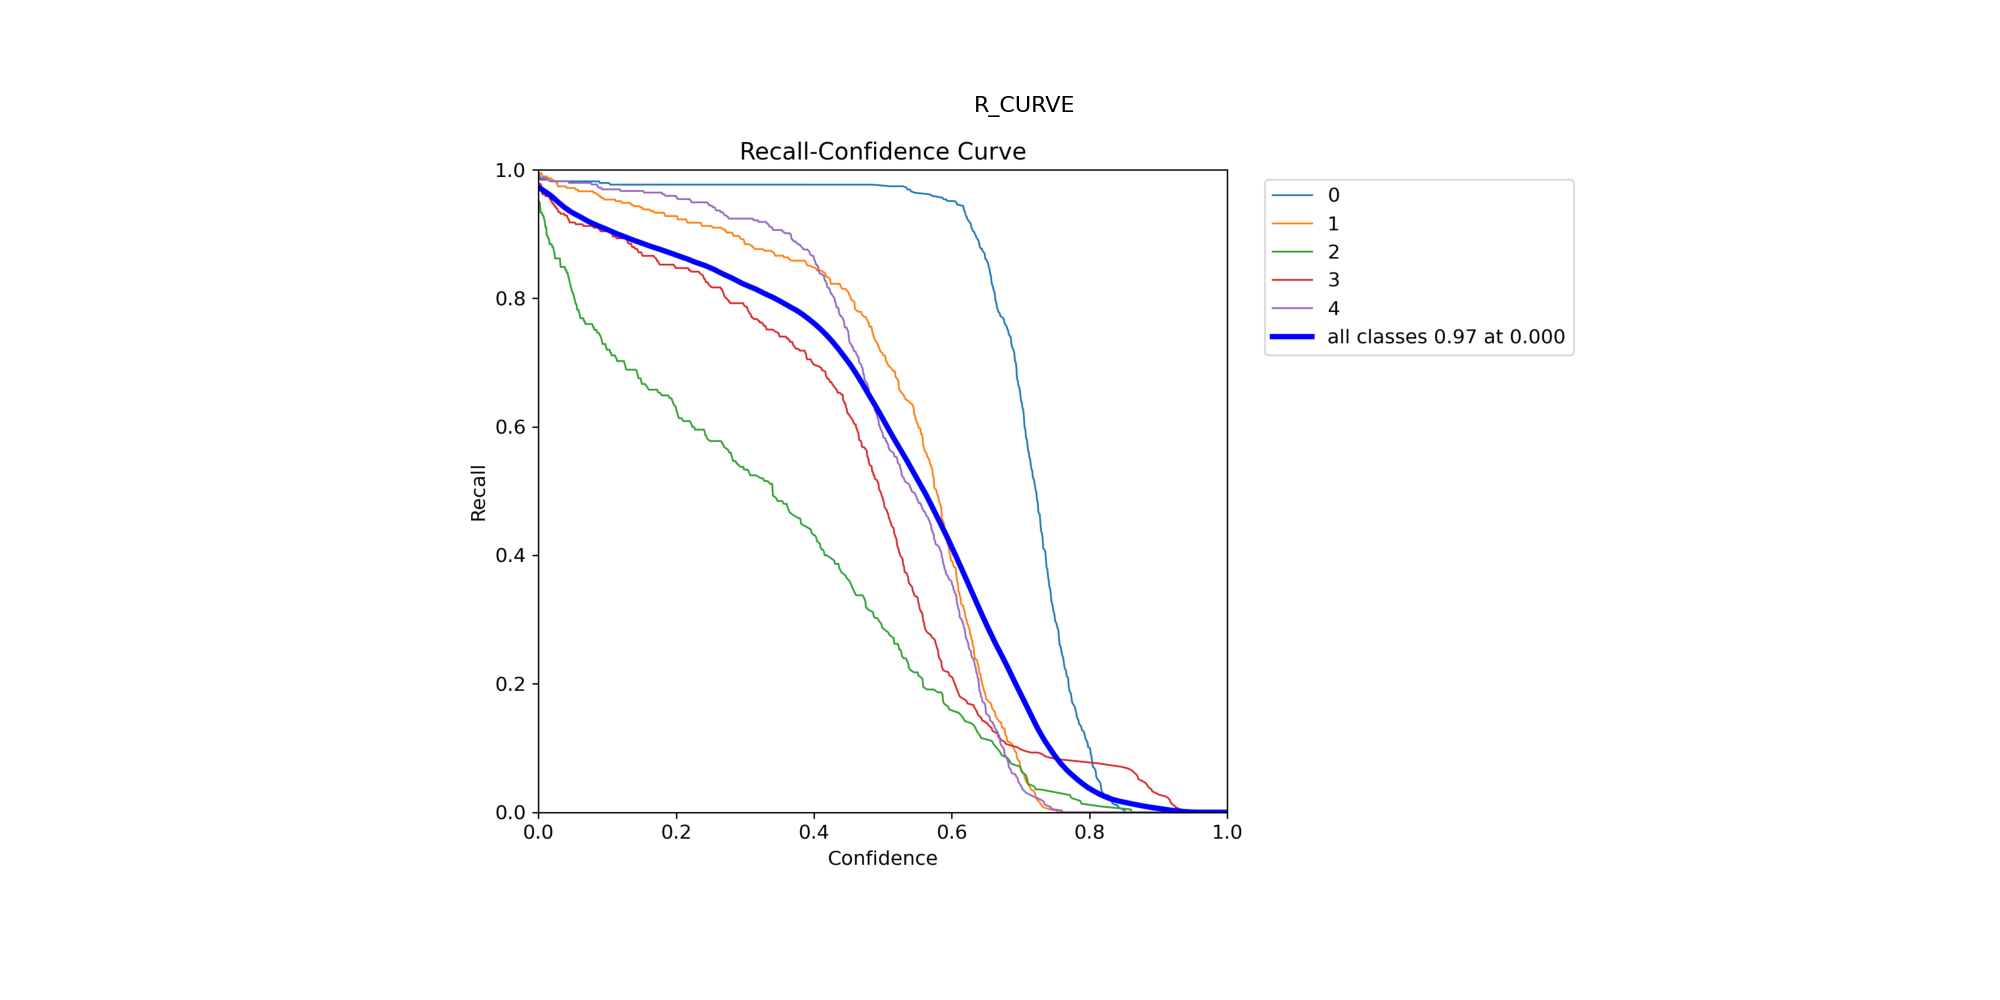 R_CURVE
Recall-Confidence Curve
1.0
0.8
0.6
0.4
0.2
0.0
Recall
0.0 0.2 0.4 0.6 0.8 1.0
Confidence
0
1
2
3
4
all classes 0.97 at 0.000